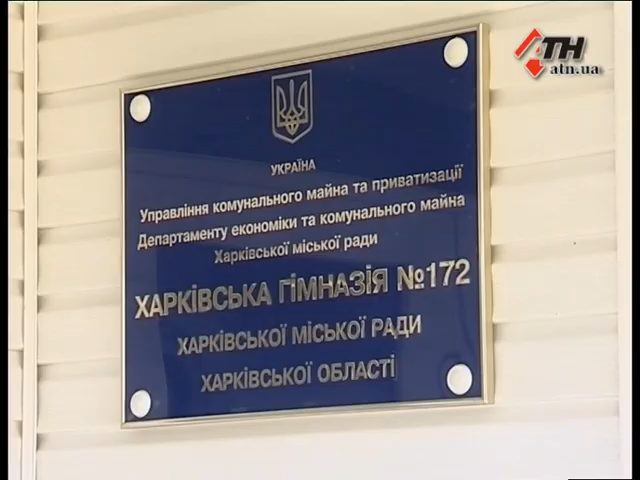 АТН
atn.ua
УКРАЇНА
Управління комунального майна та приватизації
Департаменту економіки та комунального майна
Харківської міської ради
ХАРКІВСЬКА ГІМНАЗІЯ №172
ХАРКІВСЬКОЇ МІСЬКОЇ РАДИ
ХАРКІВСЬКОЇ ОБЛАСТІ